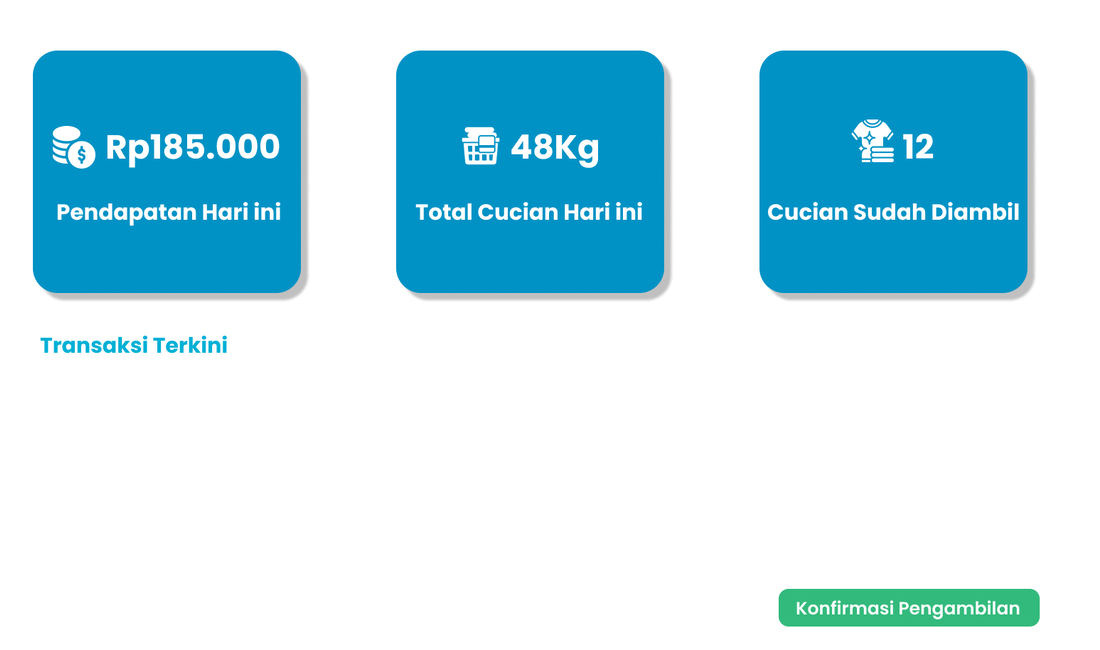 Rp185.000
Pendapatan Hari ini
48Kg
Total Cucian Hari ini
12
Cucian Sudah Diambil
Transaksi Terkini
Konfirmasi Pengambilan